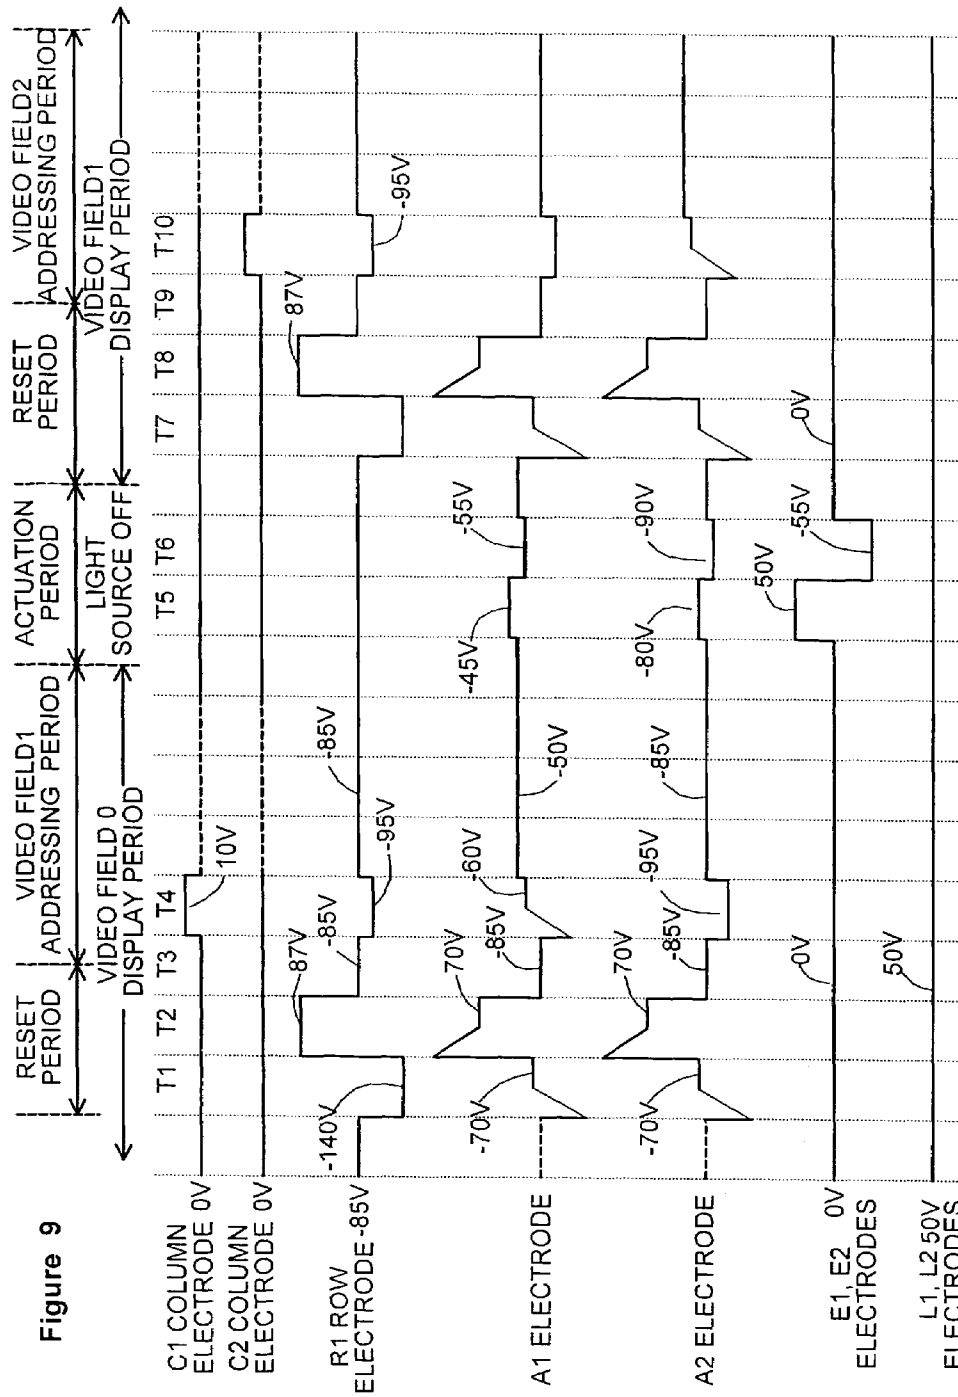 Figure 9
RESET
PERIOD
VIDEO FIELD1
ADDRESSING PERIOD
ACTUATION
PERIOD
RESET
PERIOD
VIDEO FIELD2
ADDRESSING PERIOD
VIDEO FIELD 0
DISPLAY PERIOD
LIGHT
SOURCE OFF
VIDEO FIELD1
DISPLAY PERIOD
T1 T2 T3 T4 T5 T6 T7 T8 T9 T10
C1 COLUMN
ELECTRODE 0V
10V
C2 COLUMN
ELECTRODE 0V
R1 ROW
ELECTRODE -85V
-140V
87V
-85V
-95V
-85V
87V
-95V
A1 ELECTRODE
-70V
-70V
-85V
-60V
-50V
-45V
-55V
A2 ELECTRODE
-70V
-70V
-85V
-95V
-85V
-80V
-90V
E1, E2 0V
ELECTRODES
0V
50V
-55V
0V
L1, L2 50V
ELECTRODES
50V